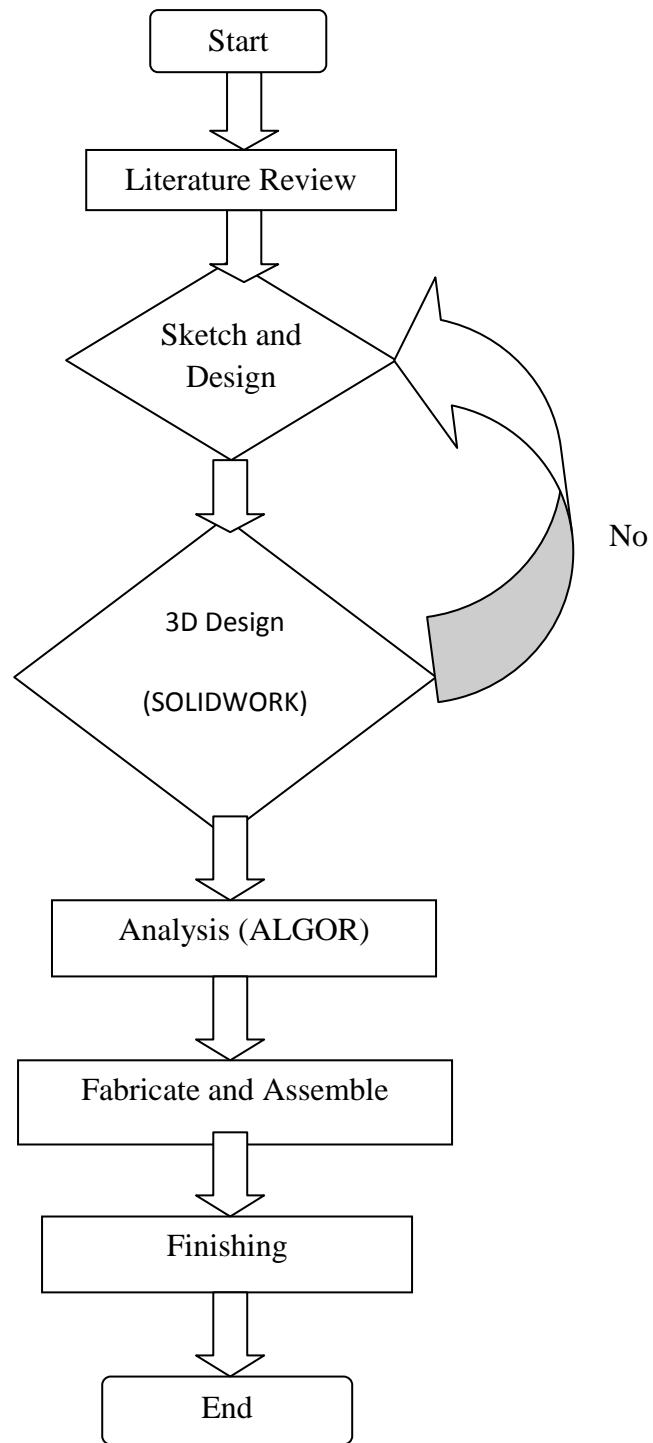 Start
Literature Review
Sketch and
Design
No
3D Design
(SOLIDWORK)
Analysis (ALGOR)
Fabricate and Assemble
Finishing
End